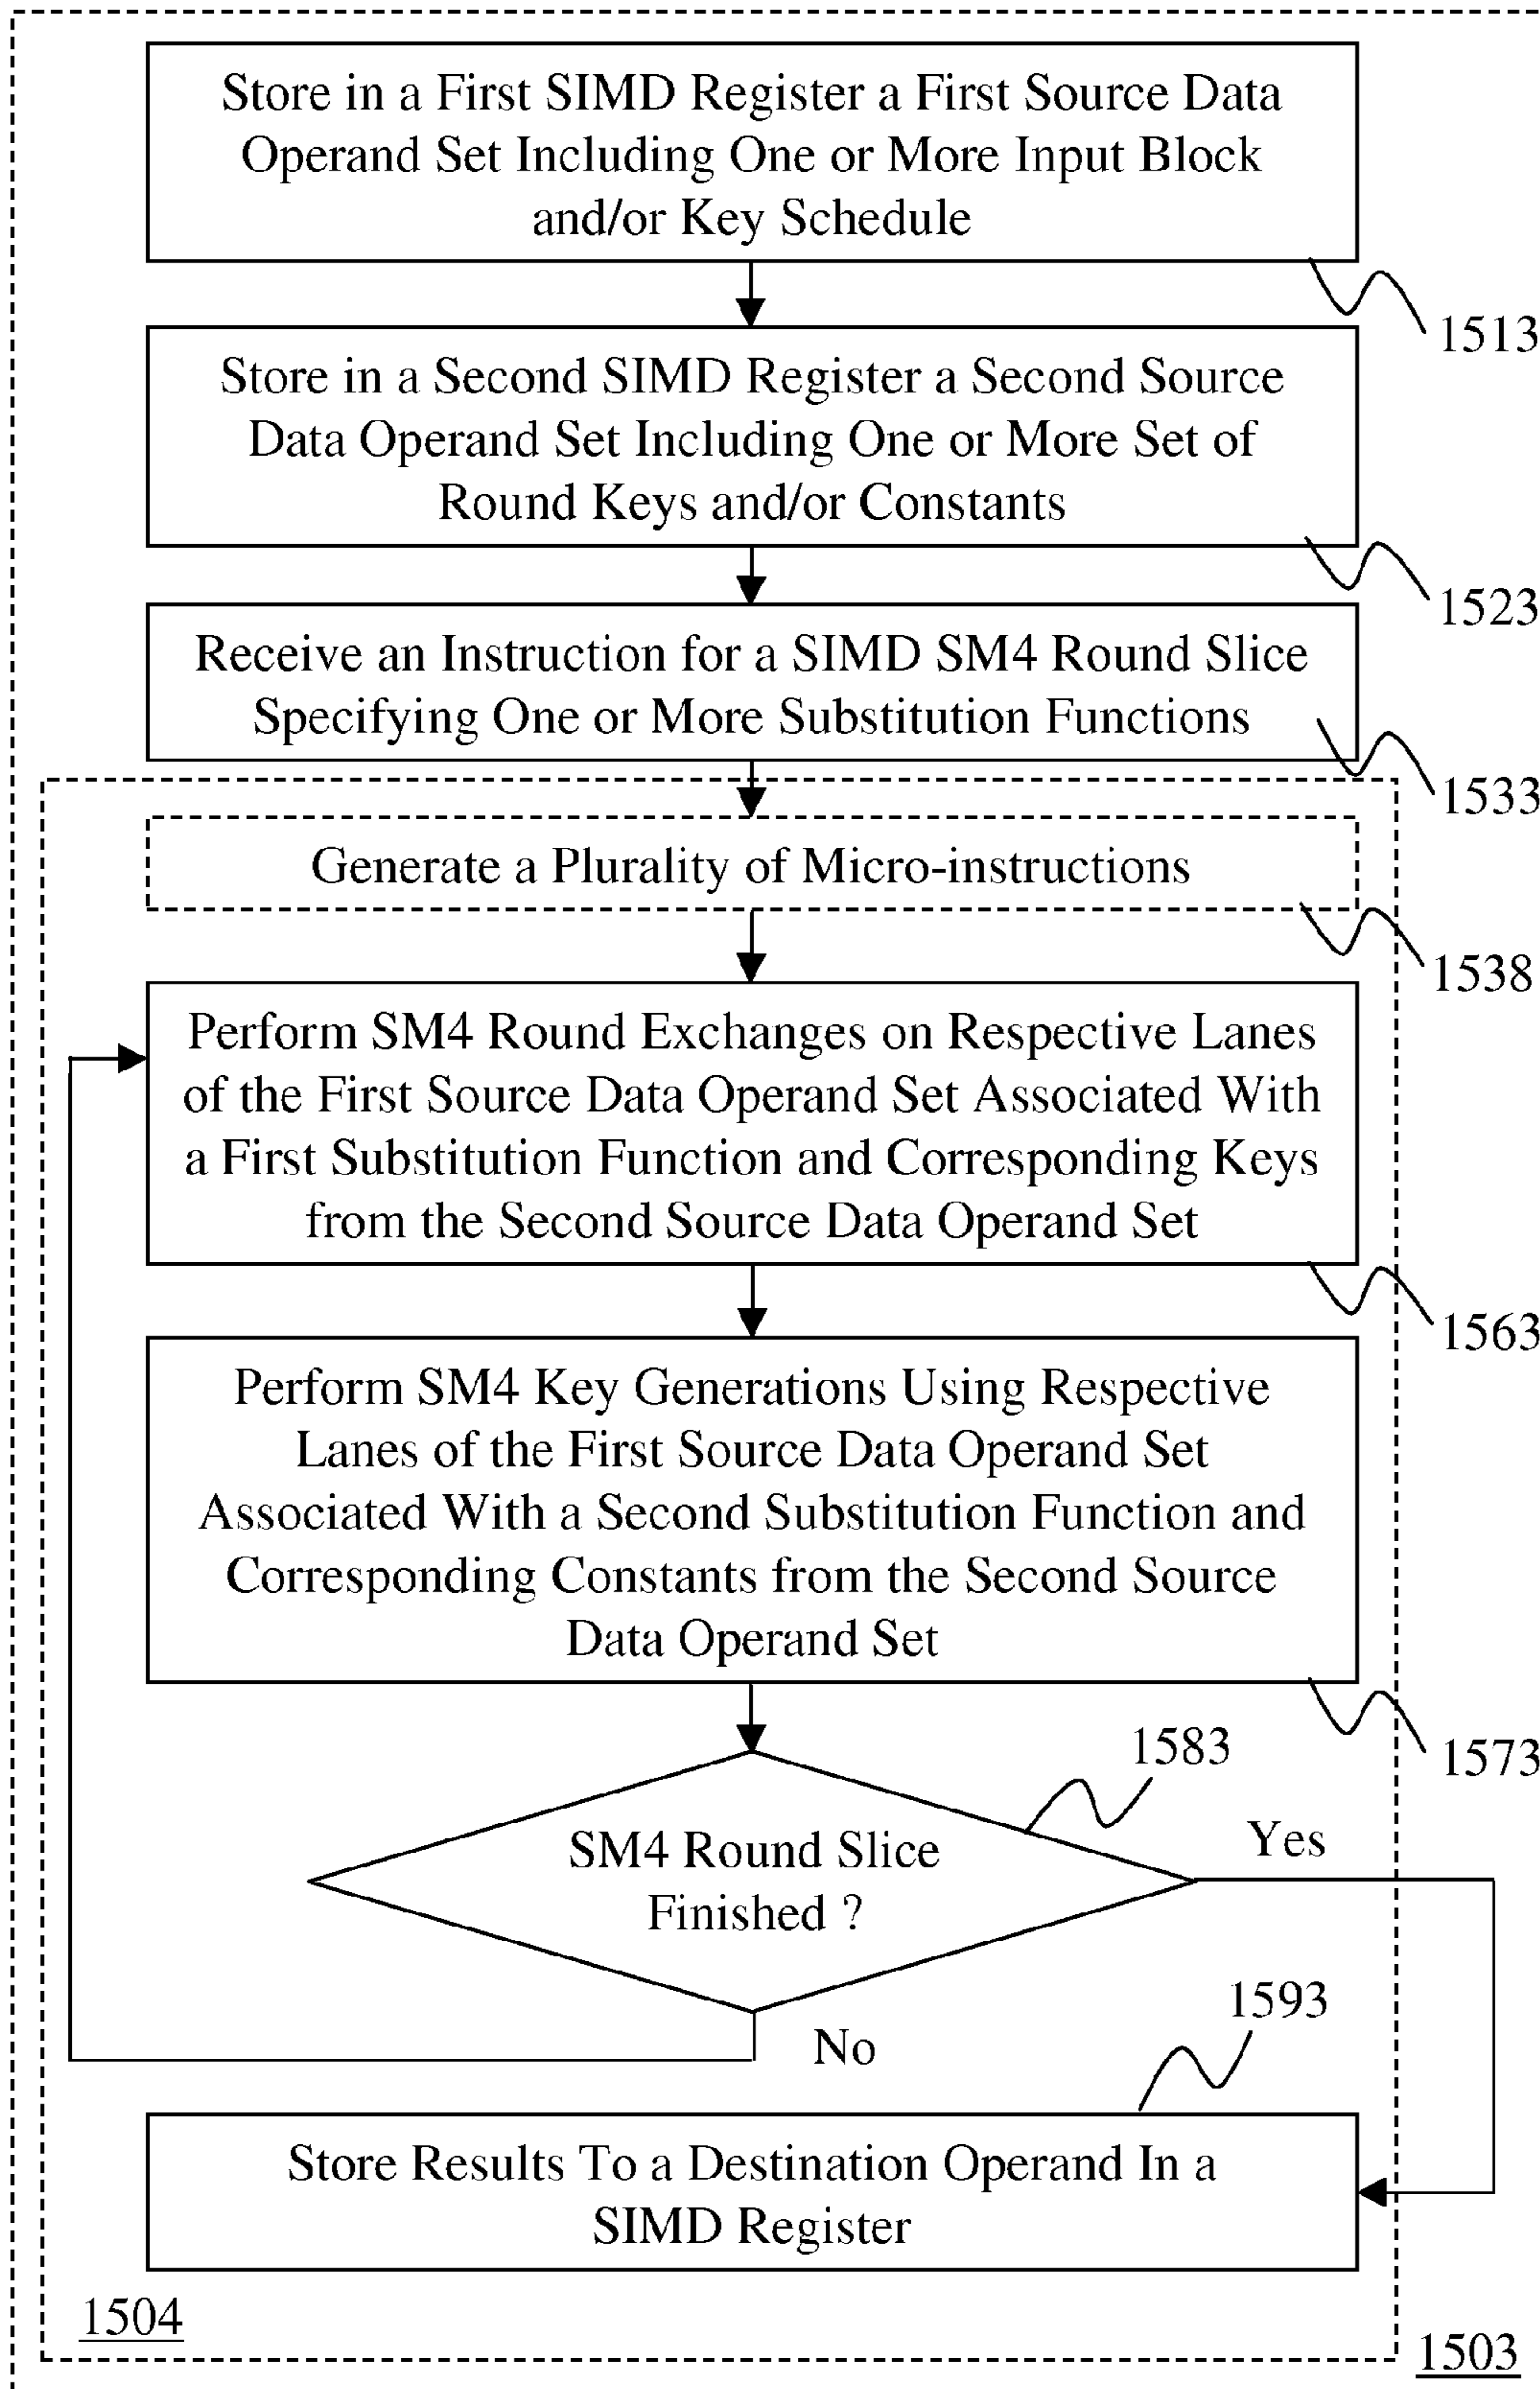 Store in a First SIMD Register a First Source Data
Operand Set Including One or More Input Block
and/or Key Schedule
1513
Store in a Second SIMD Register a Second Source
Data Operand Set Including One or More Set of
Round Keys and/or Constants
1523
Receive an Instruction for a SIMD SM4 Round Slice
Specifying One or More Substitution Functions
1533
Generate a Plurality of Micro-instructions
1538
Perform SM4 Round Exchanges on Respective Lanes
of the First Source Data Operand Set Associated With
a First Substitution Function and Corresponding Keys
from the Second Source Data Operand Set
1563
Perform SM4 Key Generations Using Respective
Lanes of the First Source Data Operand Set
Associated With a Second Substitution Function and
Corresponding Constants from the Second Source
Data Operand Set
1573
1583
SM4 Round Slice
Finished ?
Yes
No
1593
Store Results To a Destination Operand In a
SIMD Register
1504
1503